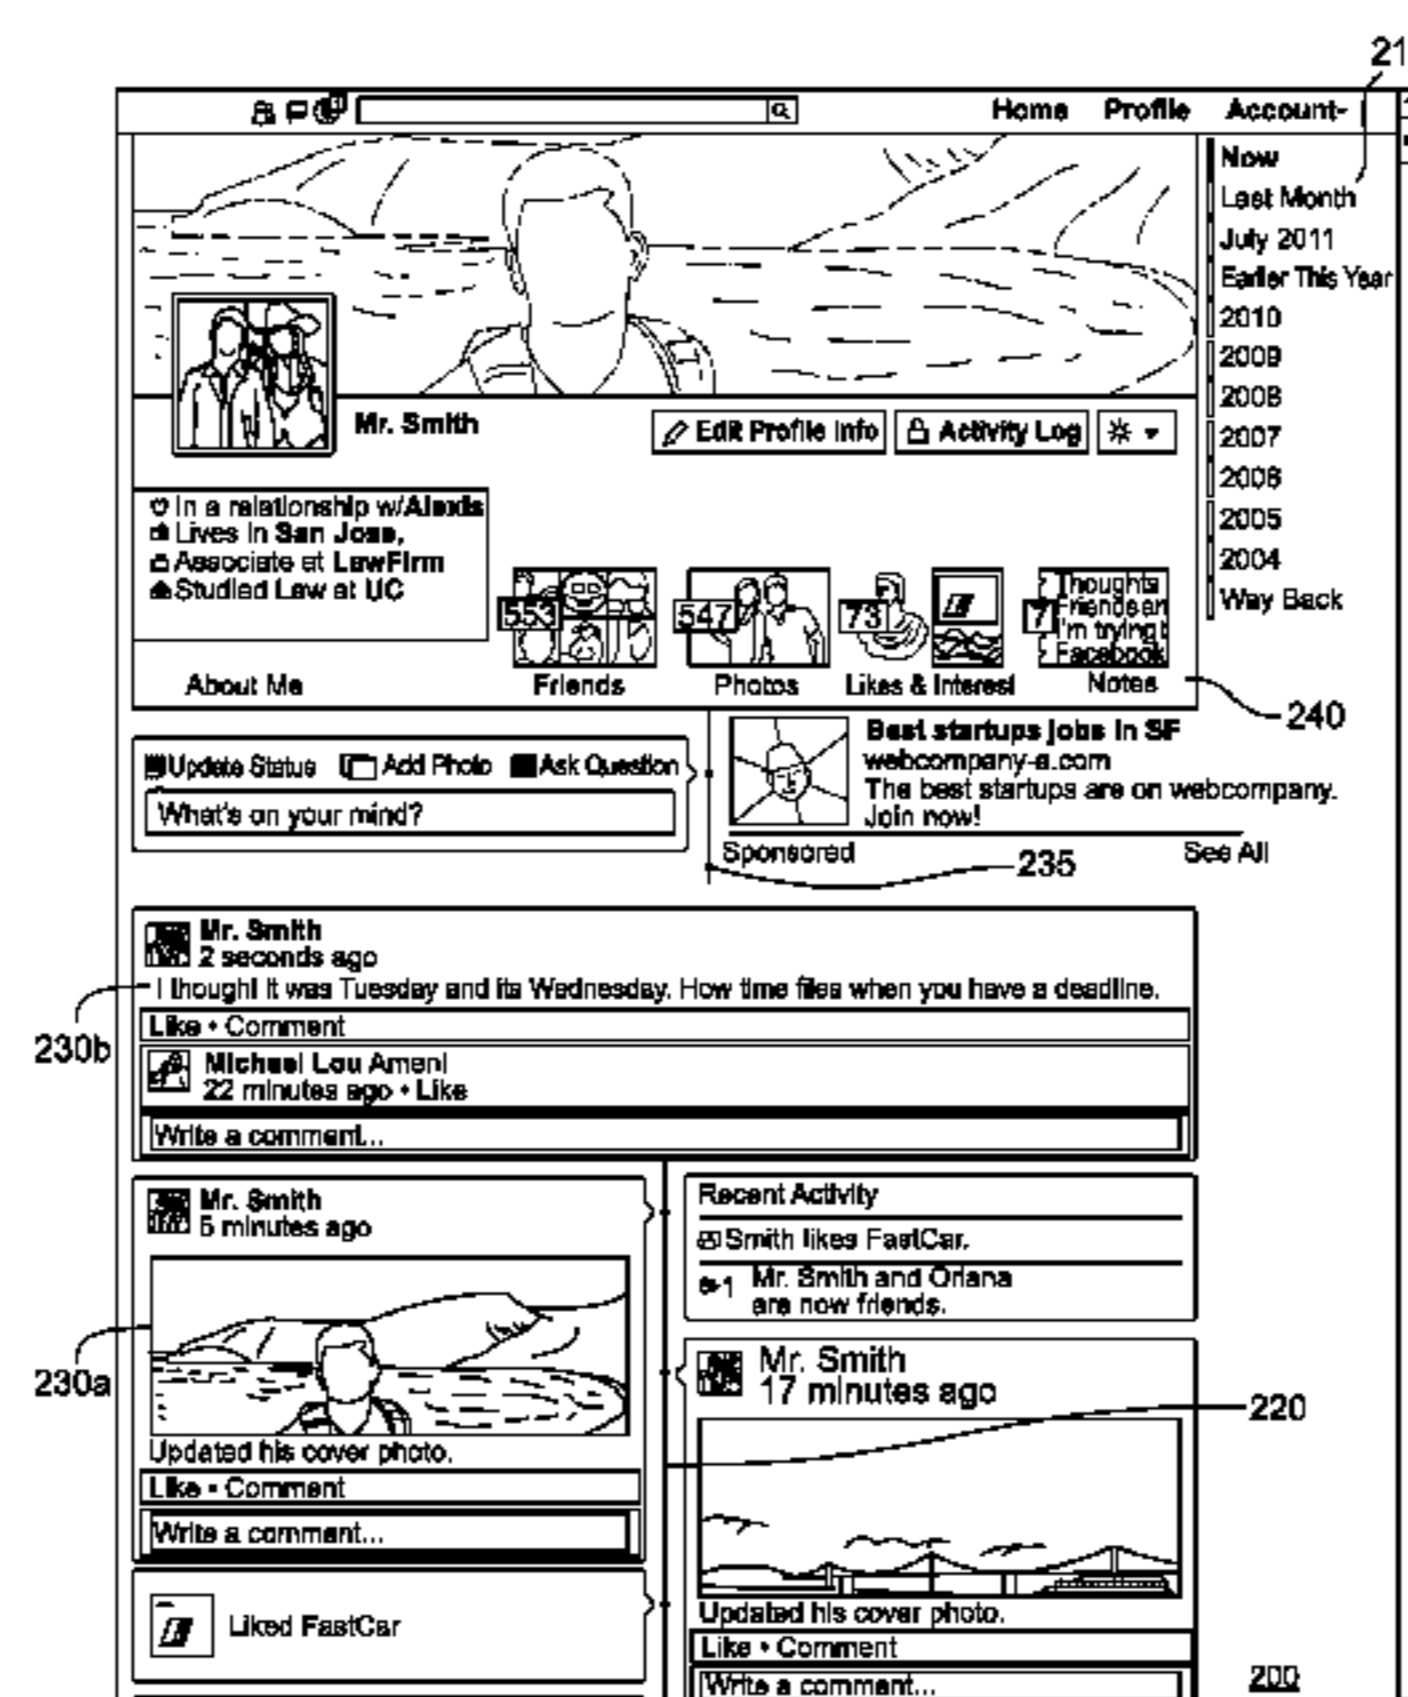 21
Home Profile Account-
Now
Last Month
July 2011
Earlier This Year
2010
2009
2008
2007
2006
2005
2004
Way Back
Mr. Smith
Edit Profile Info
Activity Log
In a relationship w/Alexis
Lives in San Jose,
Associate at LawFirm
Studied Law at UC
About Me
553
Friends
547
Photos
73
Likes & Interest
7
Thoughts
Friends an
I'm trying t
Facebook
Notes
240
Update Status Add Photo Ask Question
What's on your mind?
Best startups jobs in SF
webcompany-a.com
The best startups are on webcompany.
Join now!
Sponsored See All
235
Mr. Smith
2 seconds ago
I thought it was Tuesday and its Wednesday. How time flies when you have a deadline.
230b
Like • Comment
Michael Lou Ameni
22 minutes ago • Like
Write a comment...
Mr. Smith
5 minutes ago
230a
Updated his cover photo.
Like • Comment
Write a comment...
Liked FastCar
Recent Activity
Smith likes FastCar.
1 Mr. Smith and Oriana
are now friends.
Mr. Smith
17 minutes ago
220
Updated his cover photo.
Like • Comment
Write a comment...
200